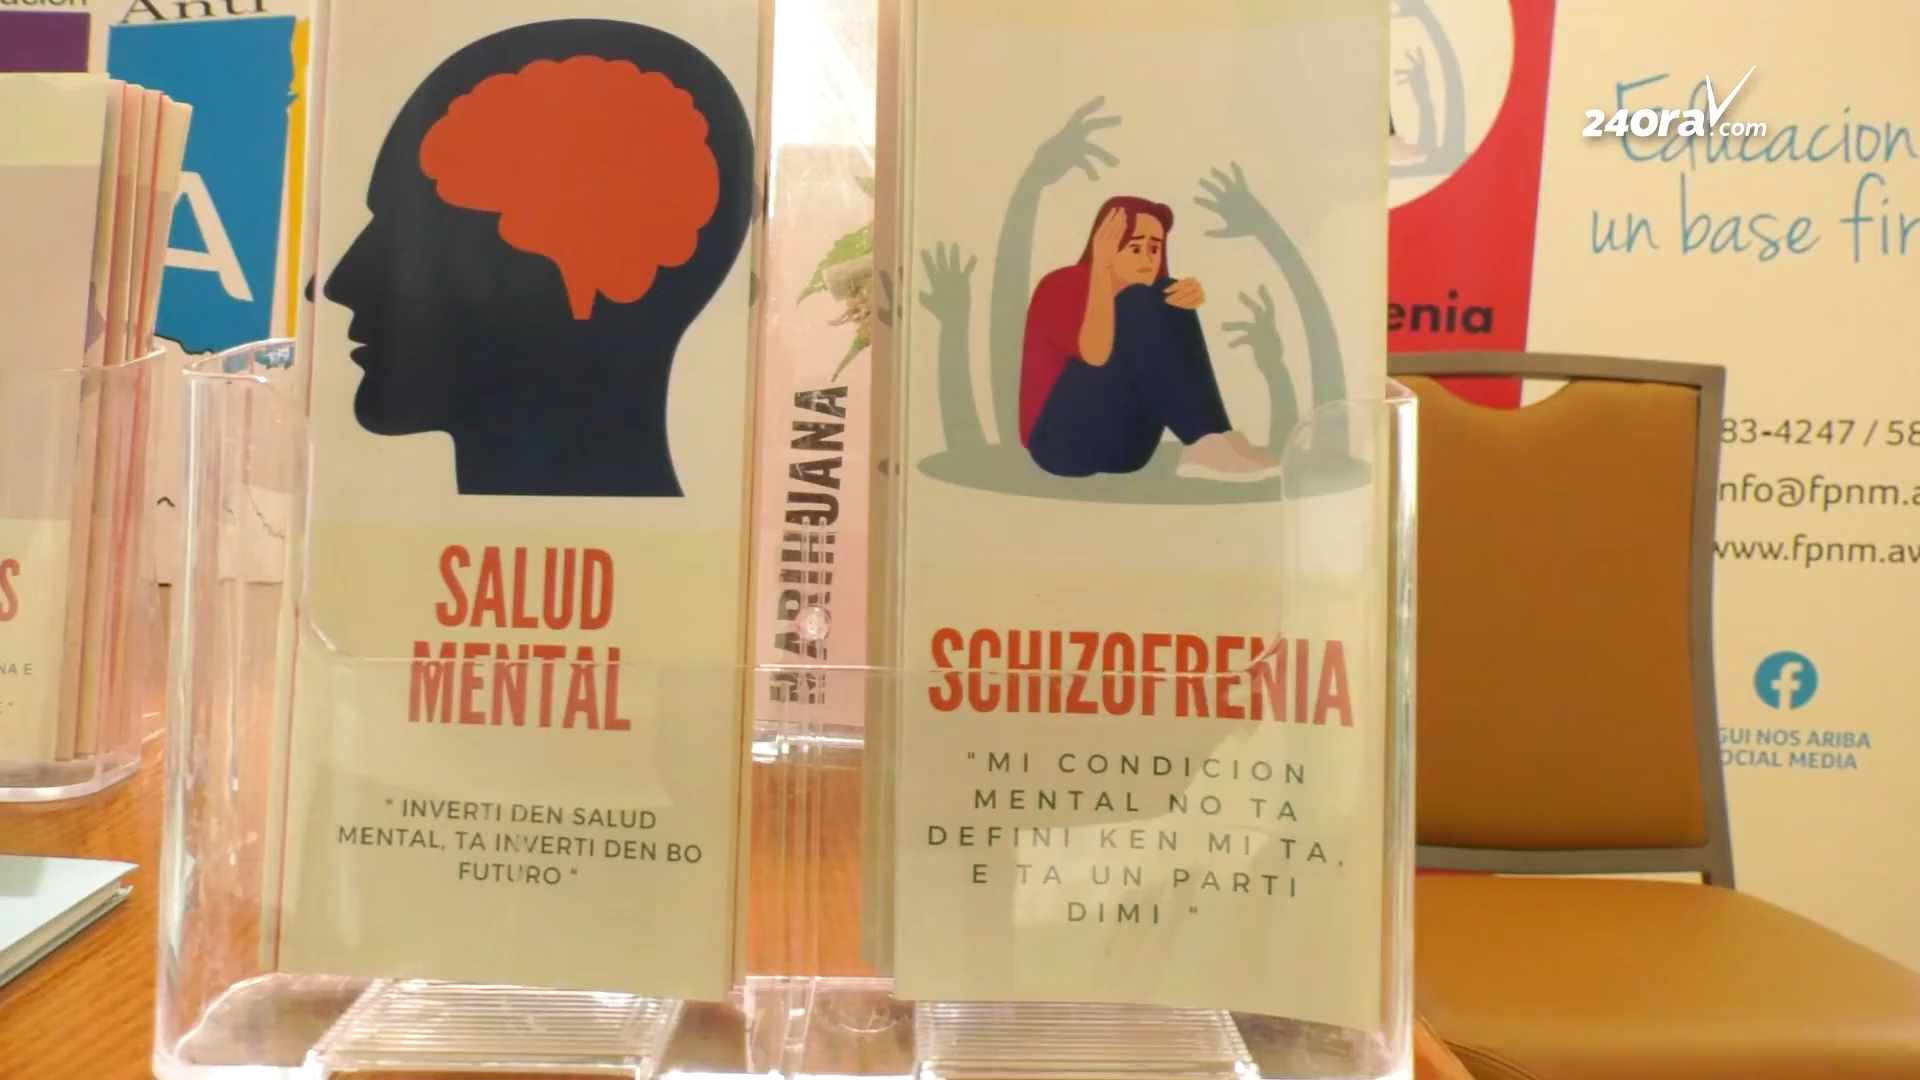 Anti
A
SALUD
MENTAL
" INVERTI DEN SALUD
MENTAL, TA INVERTI DEN BO
FUTURO "
MARIHUANA
SCHIZOFRENIA
"MI CONDICION
MENTAL NO TA
DEFINI KEN MI TA,
E TA UN PARTI
DIMI "
24ora.com
Educacion
un base fir
enia
83-4247 / 58
nfo@fpnm.a
www.fpnm.aw
GUI NOS ARIBA
OCIAL MEDIA